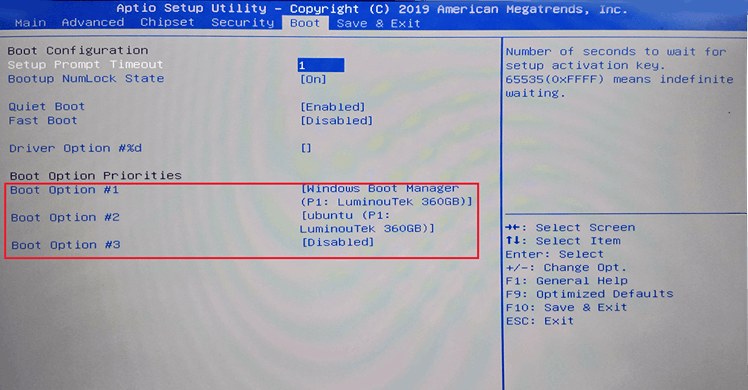 Aptio Setup Utility – Copyright (C) 2019 American Megatrends, Inc.
Main Advanced Chipset Security Boot Save & Exit
Boot Configuration
Setup Prompt Timeout 1
Bootup NumLock State [On]
Quiet Boot [Enabled]
Fast Boot [Disabled]
Driver Option #%d []
Boot Option Priorities
Boot Option #1 [Windows Boot Manager
(P1: LuminouTek 360GB)]
Boot Option #2 [ubuntu (P1:
LuminouTek 360GB)]
Boot Option #3 [Disabled]
Number of seconds to wait for
setup activation key.
65535(0xFFFF) means indefinite
waiting.
→←: Select Screen
↑↓: Select Item
Enter: Select
+/-: Change Opt.
F1: General Help
F9: Optimized Defaults
F10: Save & Exit
ESC: Exit